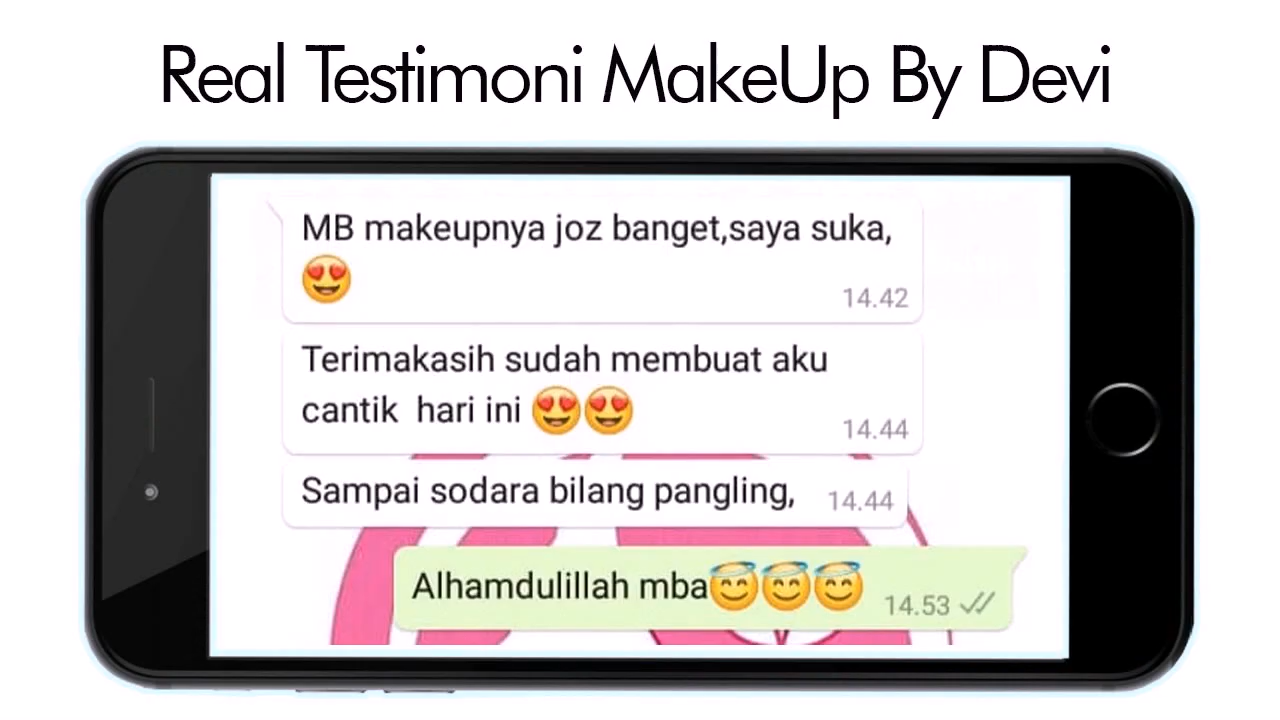 Real Testimoni MakeUp By Devi
MB makeupnya joz banget,saya suka,
😍
14.42
Terimakasih sudah membuat aku
cantik hari ini 😍😍
14.44
Sampai sodara bilang pangling,
14.44
Alhamdulillah mba😇😇😇
14.53